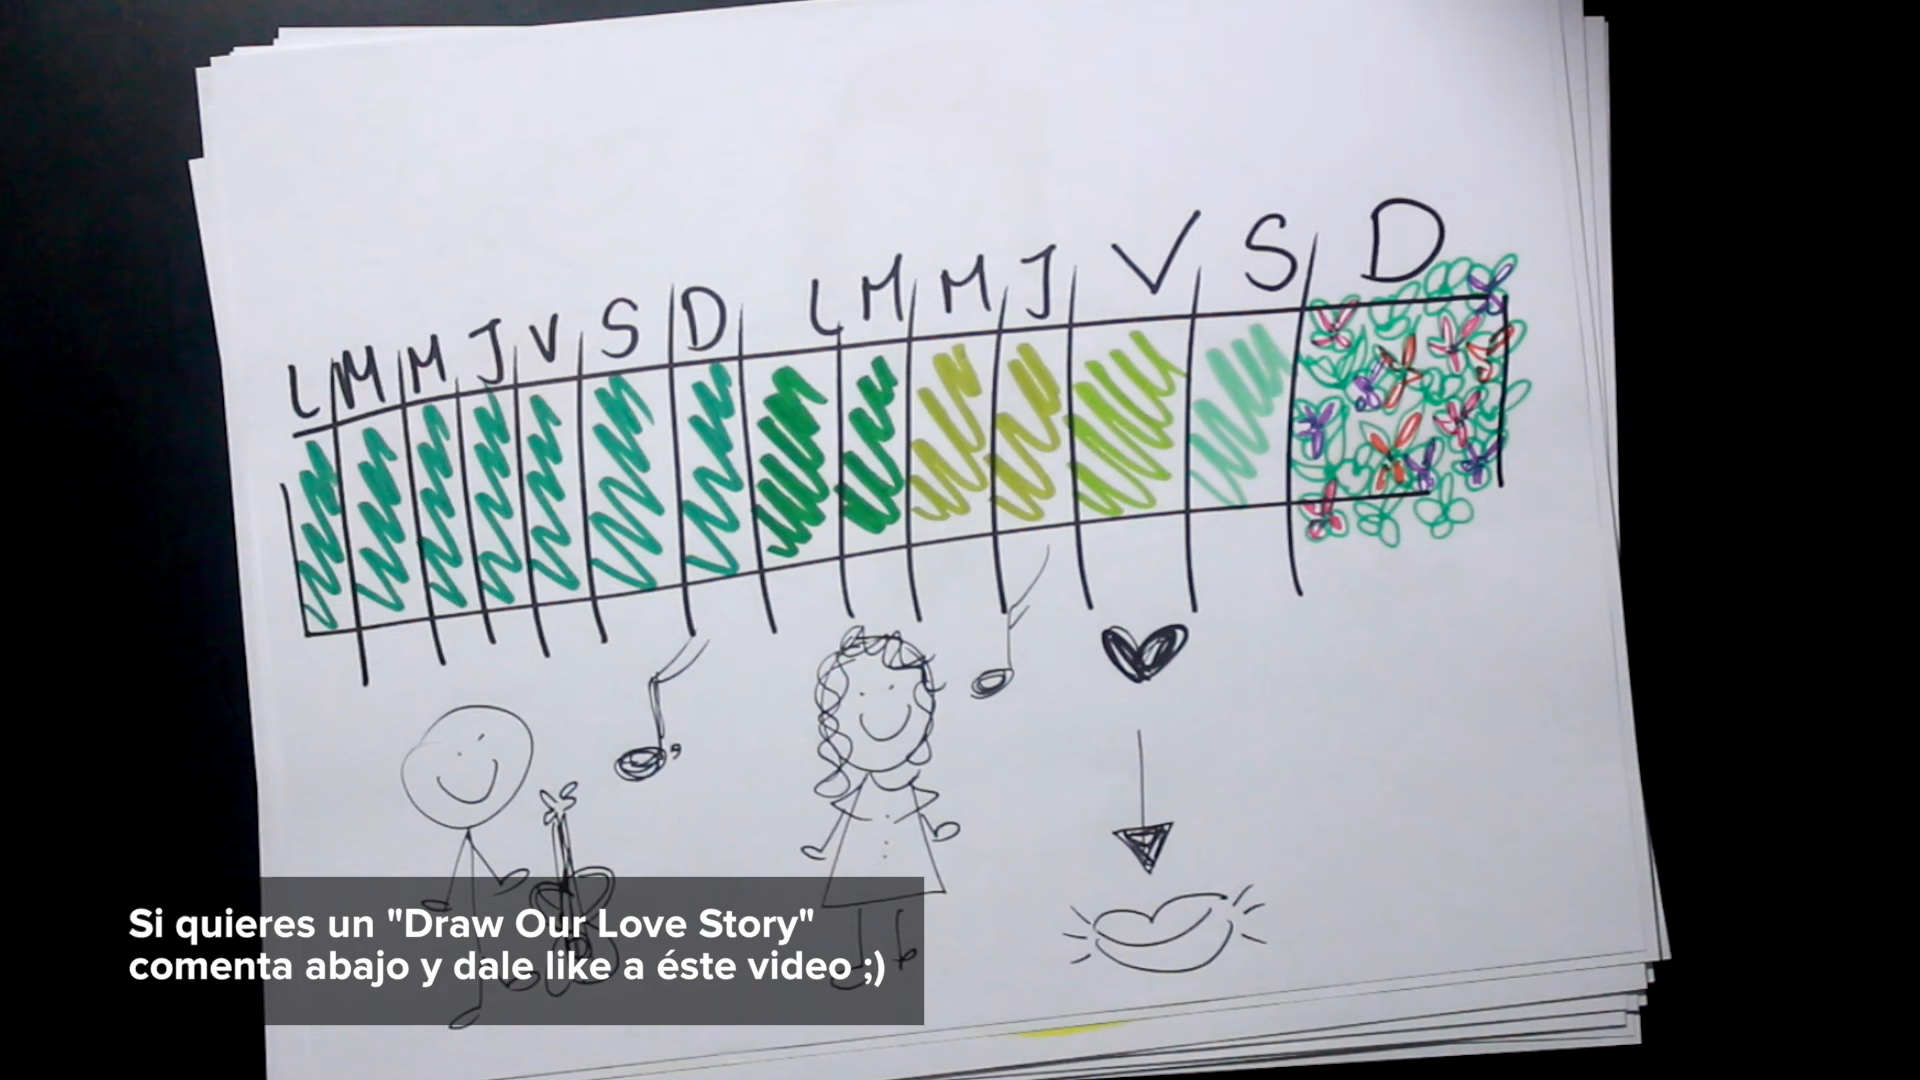 L M M J V S D L M M J V S D
Si quieres un "Draw Our Love Story"
comenta abajo y dale like a éste video ;)